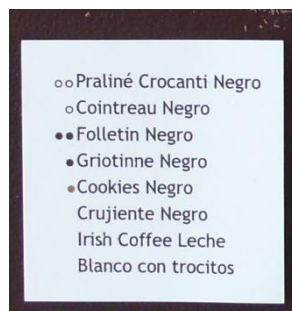 ○○Praliné Crocanti Negro
○Cointreau Negro
●●Folletin Negro
●Griotinne Negro
●Cookies Negro
Crujiente Negro
Irish Coffee Leche
Blanco con trocitos